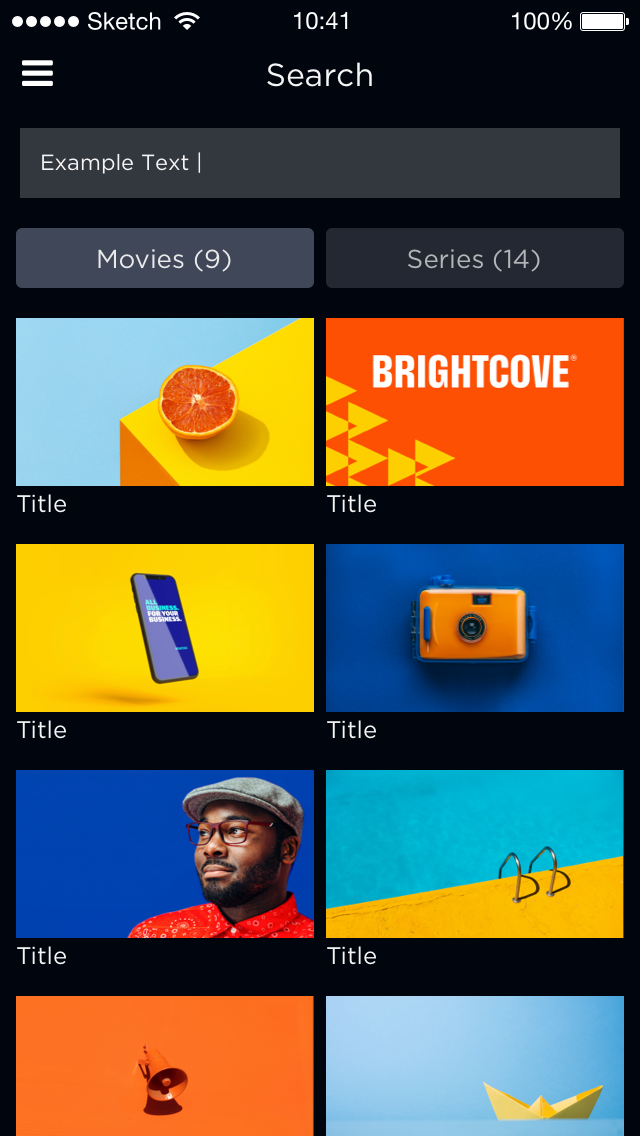 Sketch 10:41 100%
Search
Example Text |
Movies (9) Series (14)
BRIGHTCOVE®
Title Title
ALL
BUSINESS.
FOR YOUR
BUSINESS.
Title Title
Title Title